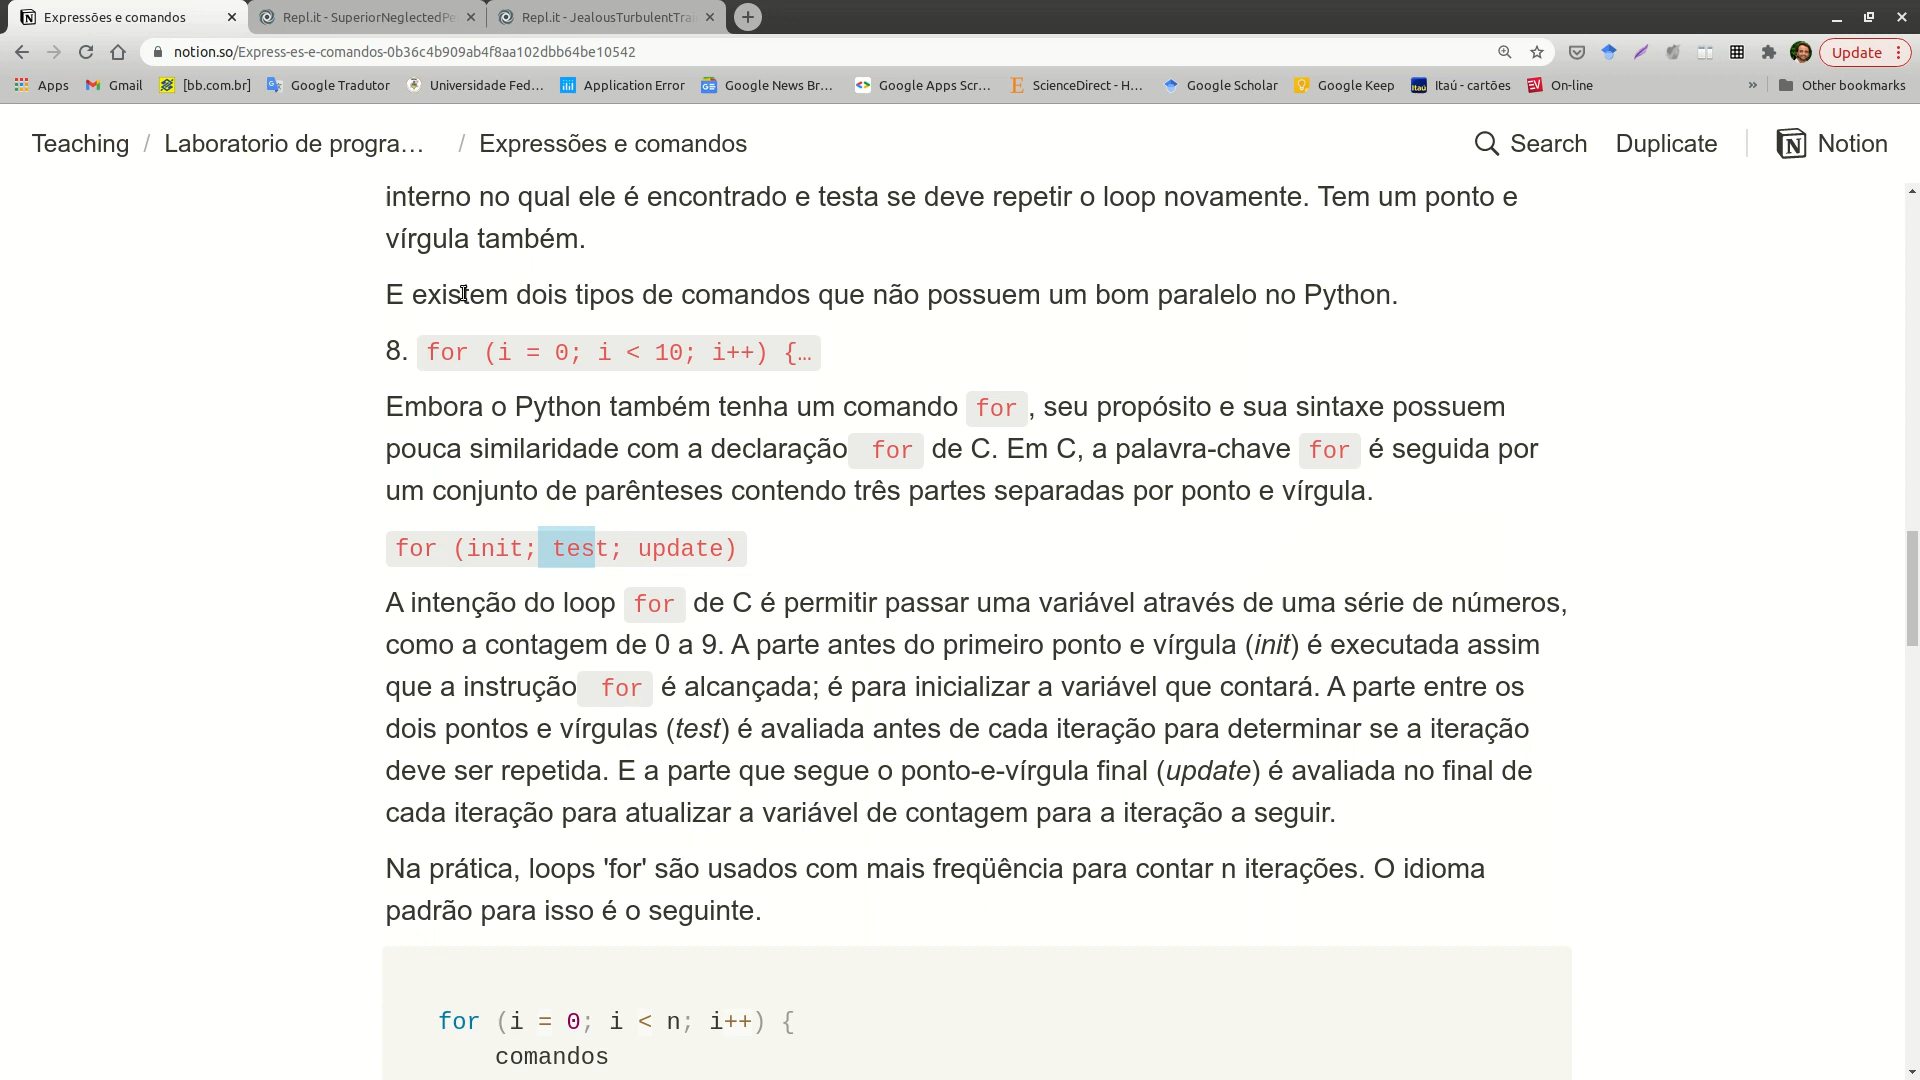 Expressões e comandos
Repl.it - SuperiorNeglectedPe
Repl.it - JealousTurbulentTrai
notion.so/Express-es-e-comandos-0b36c4b909ab4f8aa102dbb64be10542
Update
Apps
Gmail
[bb.com.br]
Google Tradutor
Universidade Fed...
Application Error
Google News Br...
Google Apps Scr...
ScienceDirect - H...
Google Scholar
Google Keep
Itaú - cartões
On-line
»
Other bookmarks
Teaching / Laboratorio de progra… / Expressões e comandos
Search
Duplicate
Notion
interno no qual ele é encontrado e testa se deve repetir o loop novamente. Tem um ponto e
vírgula também.
E existem dois tipos de comandos que não possuem um bom paralelo no Python.
8. for (i = 0; i < 10; i++) {…
Embora o Python também tenha um comando for, seu propósito e sua sintaxe possuem
pouca similaridade com a declaração for de C. Em C, a palavra-chave for é seguida por
um conjunto de parênteses contendo três partes separadas por ponto e vírgula.
for (init; test; update)
A intenção do loop for de C é permitir passar uma variável através de uma série de números,
como a contagem de 0 a 9. A parte antes do primeiro ponto e vírgula (init) é executada assim
que a instrução for é alcançada; é para inicializar a variável que contará. A parte entre os
dois pontos e vírgulas (test) é avaliada antes de cada iteração para determinar se a iteração
deve ser repetida. E a parte que segue o ponto-e-vírgula final (update) é avaliada no final de
cada iteração para atualizar a variável de contagem para a iteração a seguir.
Na prática, loops 'for' são usados com mais freqüência para contar n iterações. O idioma
padrão para isso é o seguinte.
for (i = 0; i < n; i++) {
comandos